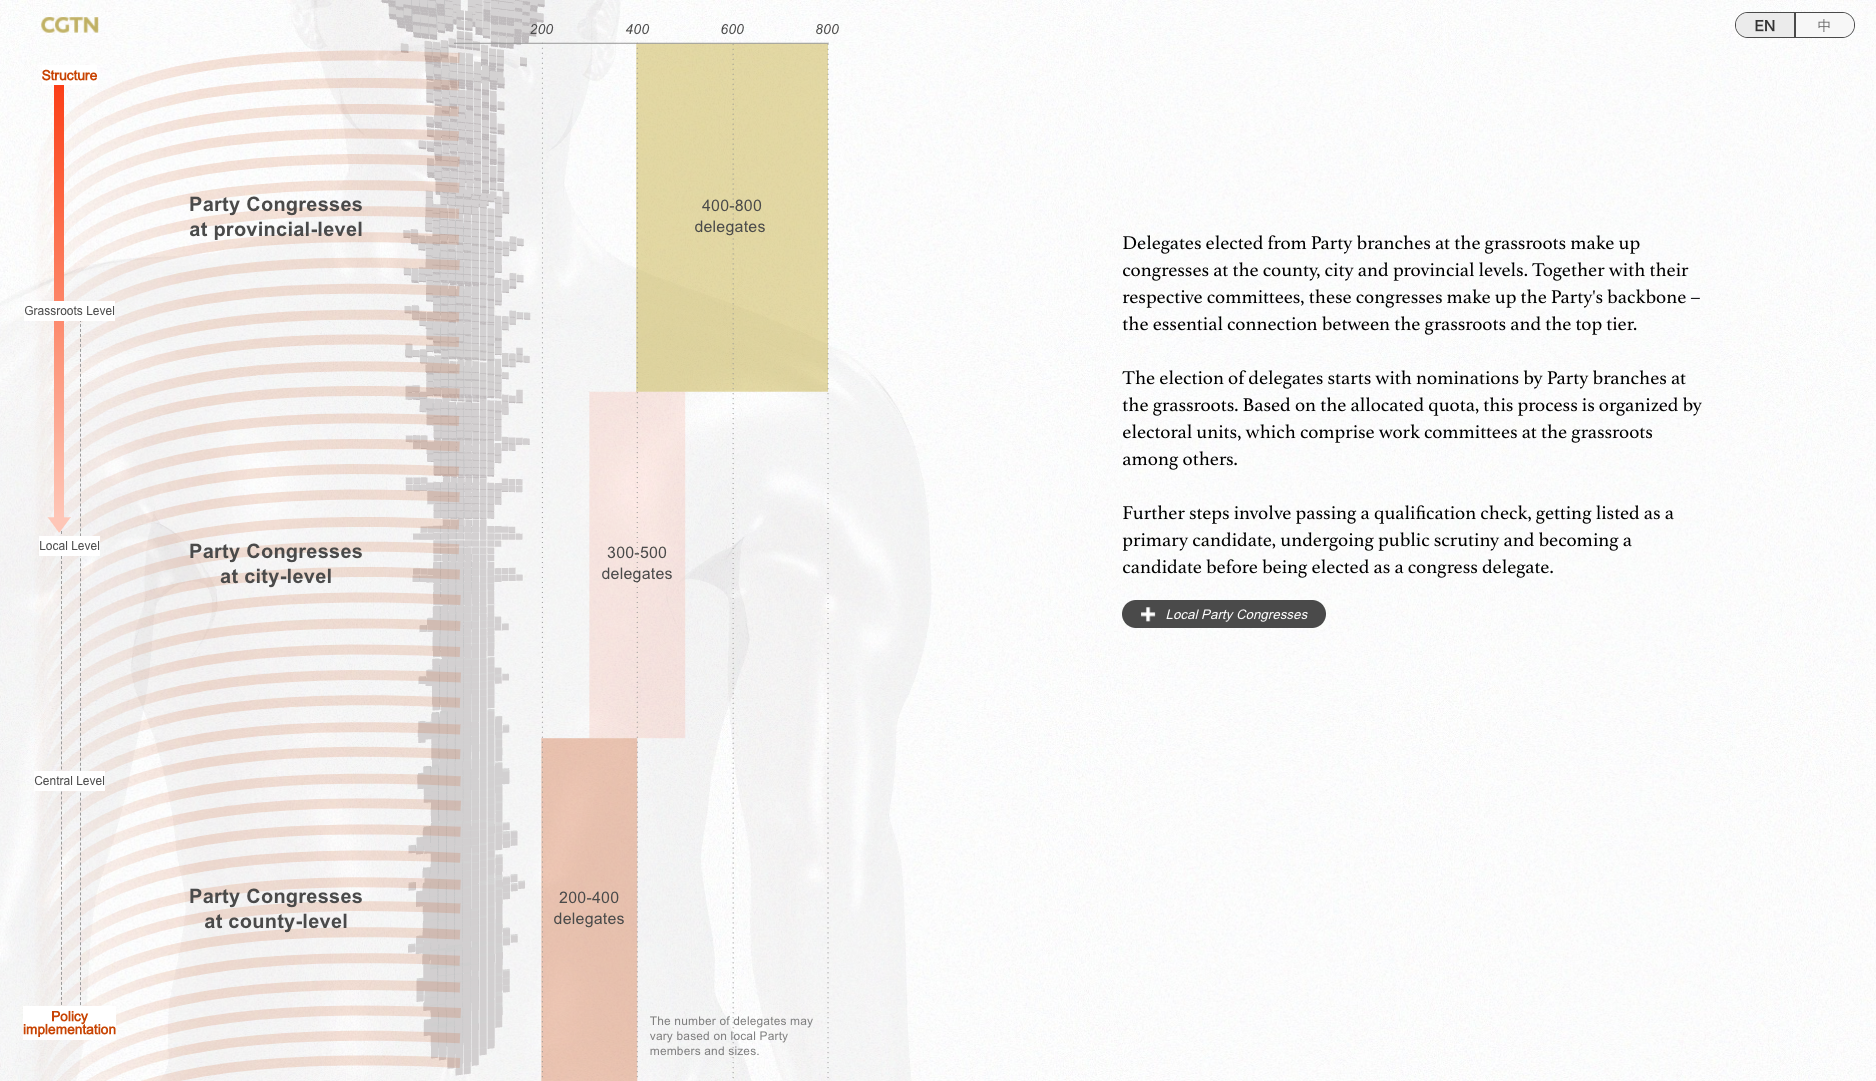 CGTN
EN
中
200
400
600
800
Structure
Grassroots Level
Local Level
Central Level
Policy
implementation
Party Congresses
at provincial-level
400-800
delegates
Party Congresses
at city-level
300-500
delegates
Party Congresses
at county-level
200-400
delegates
The number of delegates may
vary based on local Party
members and sizes.
Delegates elected from Party branches at the grassroots make up
congresses at the county, city and provincial levels. Together with their
respective committees, these congresses make up the Party's backbone –
the essential connection between the grassroots and the top tier.
The election of delegates starts with nominations by Party branches at
the grassroots. Based on the allocated quota, this process is organized by
electoral units, which comprise work committees at the grassroots
among others.
Further steps involve passing a qualification check, getting listed as a
primary candidate, undergoing public scrutiny and becoming a
candidate before being elected as a congress delegate.
Local Party Congresses